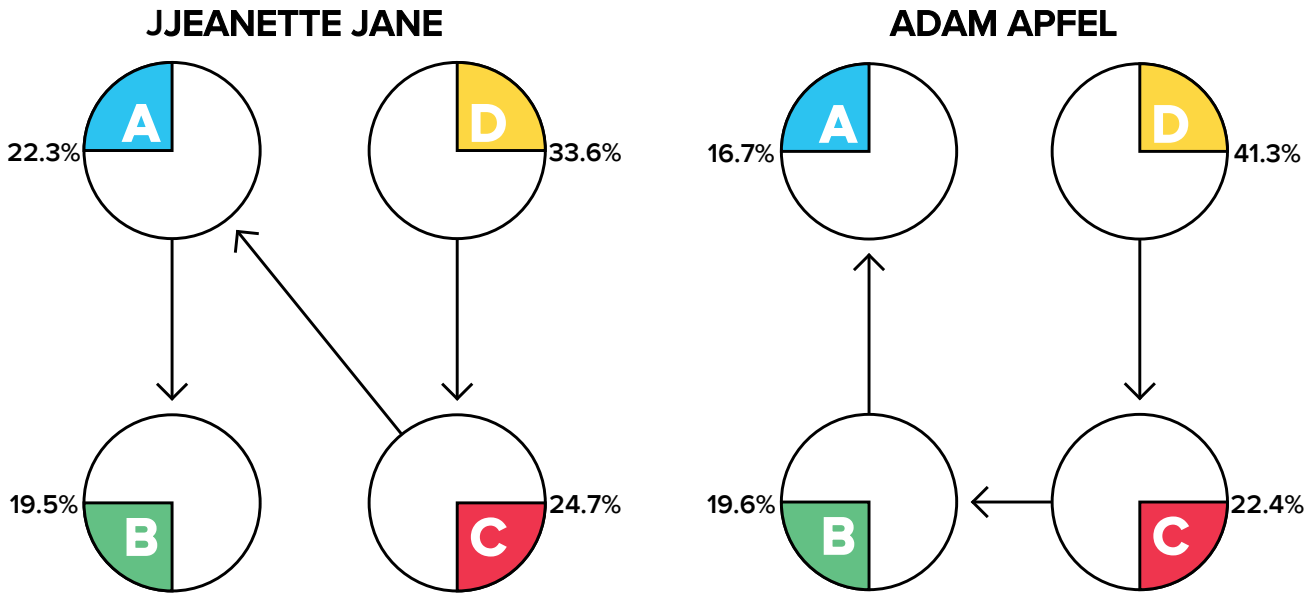 JJEANETTE JANE
A
D
22.3%
33.6%
19.5%
B
C
24.7%
ADAM APFEL
A
D
16.7%
41.3%
19.6%
B
C
22.4%